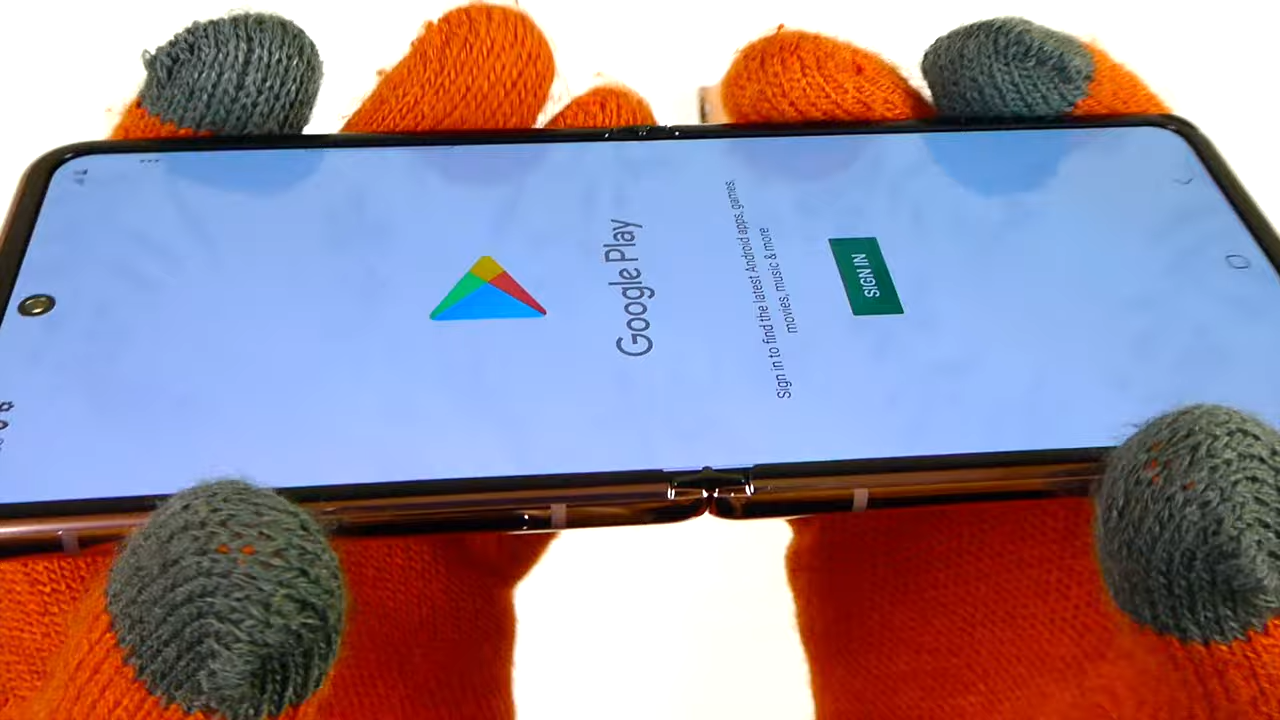 Google Play
Sign in to find the latest Android apps, games,
movies, music & more
SIGN IN